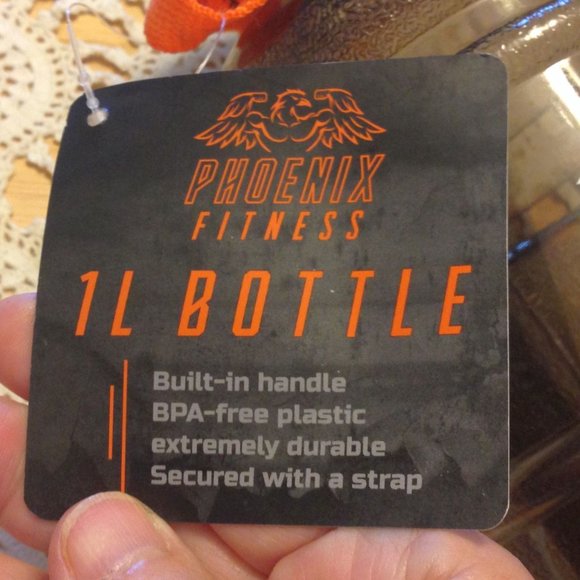 PHOENIX
FITNESS
1L BOTTLE
Built-in handle
BPA-free plastic
extremely durable
Secured with a strap